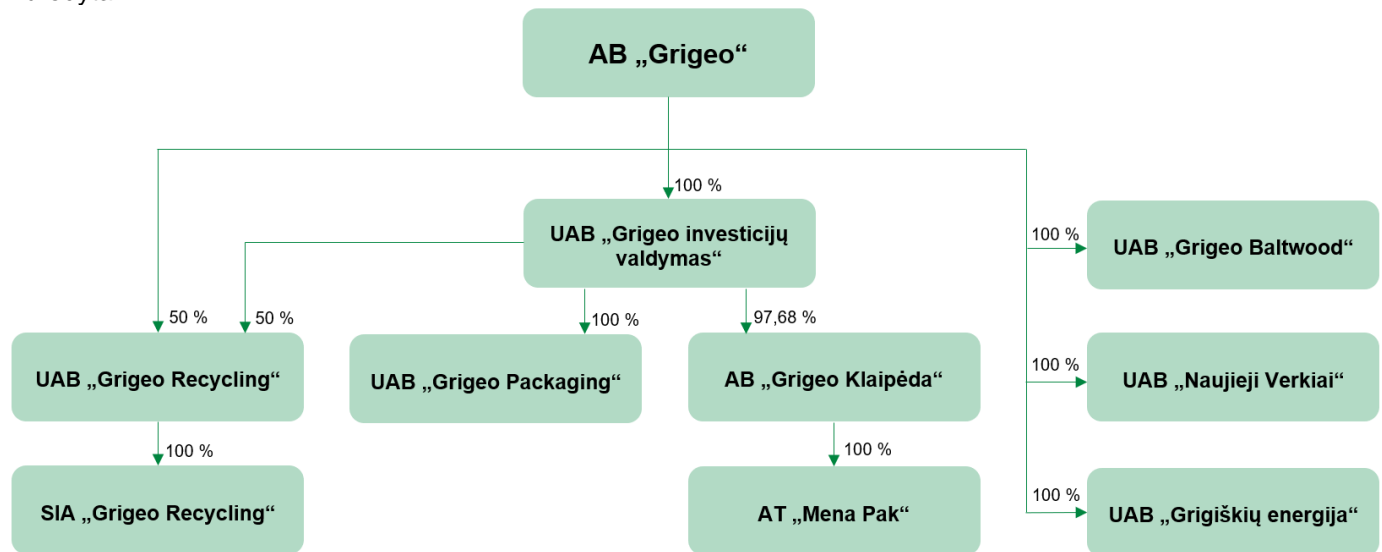 AB „Grigeo“
100 %
UAB „Grigeo investicijų
valdymas“
100 %
UAB „Grigeo Baltwood“
50 %
50 %
100 %
97,68 %
UAB „Grigeo Recycling“
UAB „Grigeo Packaging“
AB „Grigeo Klaipėda“
100 %
UAB „Naujieji Verkiai“
100 %
100 %
SIA „Grigeo Recycling“
AT „Mena Pak“
100 %
UAB „Grigiškių energija“